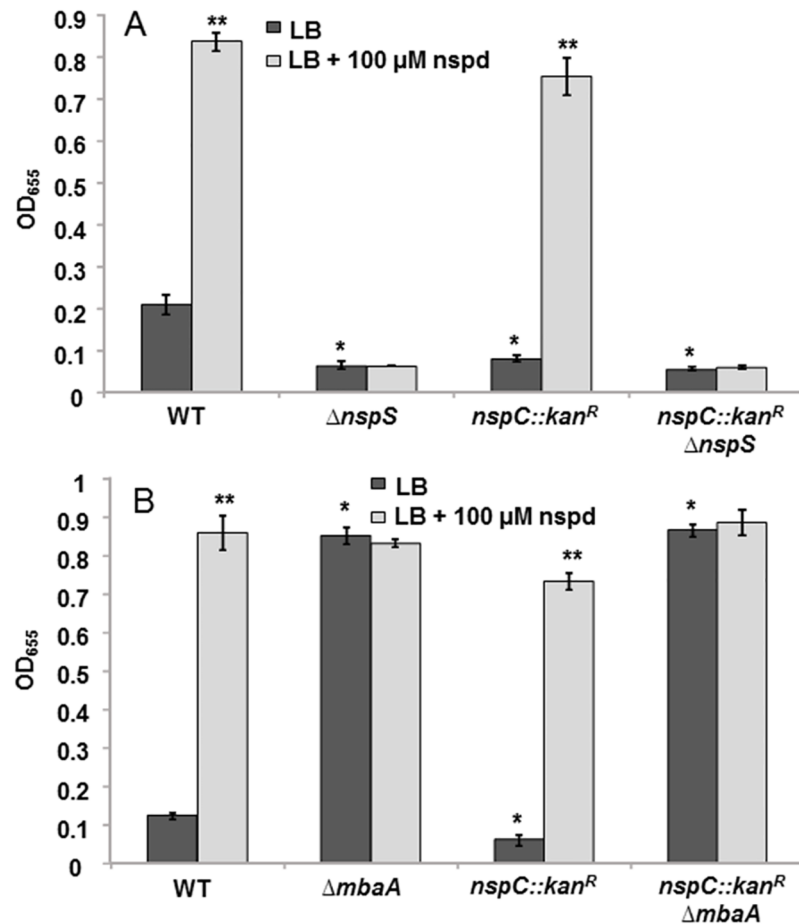 A
LB
LB + 100 µM nspd
OD655
0.9
0.8
0.7
0.6
0.5
0.4
0.3
0.2
0.1
0
**
*
*
**
*
WT
ΔnspS
nspC::kanR
nspC::kanR
ΔnspS
B
LB
LB + 100 µM nspd
OD655
1
0.9
0.8
0.7
0.6
0.5
0.4
0.3
0.2
0.1
0
**
*
*
**
*
WT
ΔmbaA
nspC::kanR
nspC::kanR
ΔmbaA